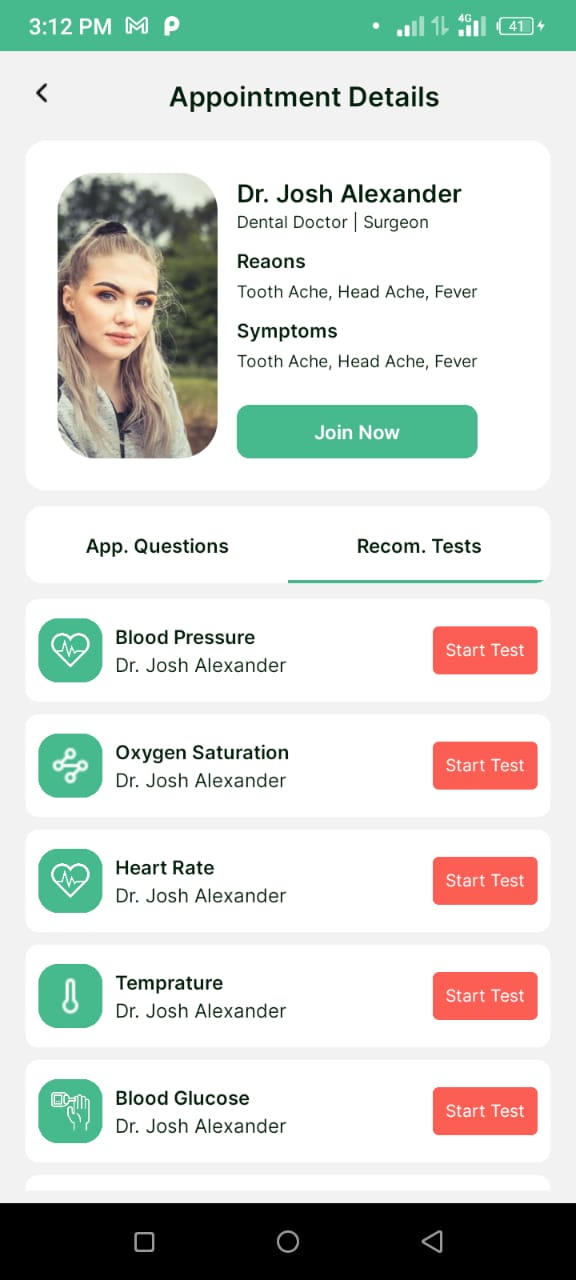 3:12 PM
4G
41
Appointment Details
Dr. Josh Alexander
Dental Doctor | Surgeon
Reaons
Tooth Ache, Head Ache, Fever
Symptoms
Tooth Ache, Head Ache, Fever
Join Now
App. Questions
Recom. Tests
Blood Pressure
Dr. Josh Alexander
Start Test
Oxygen Saturation
Dr. Josh Alexander
Start Test
Heart Rate
Dr. Josh Alexander
Start Test
Temprature
Dr. Josh Alexander
Start Test
Blood Glucose
Dr. Josh Alexander
Start Test